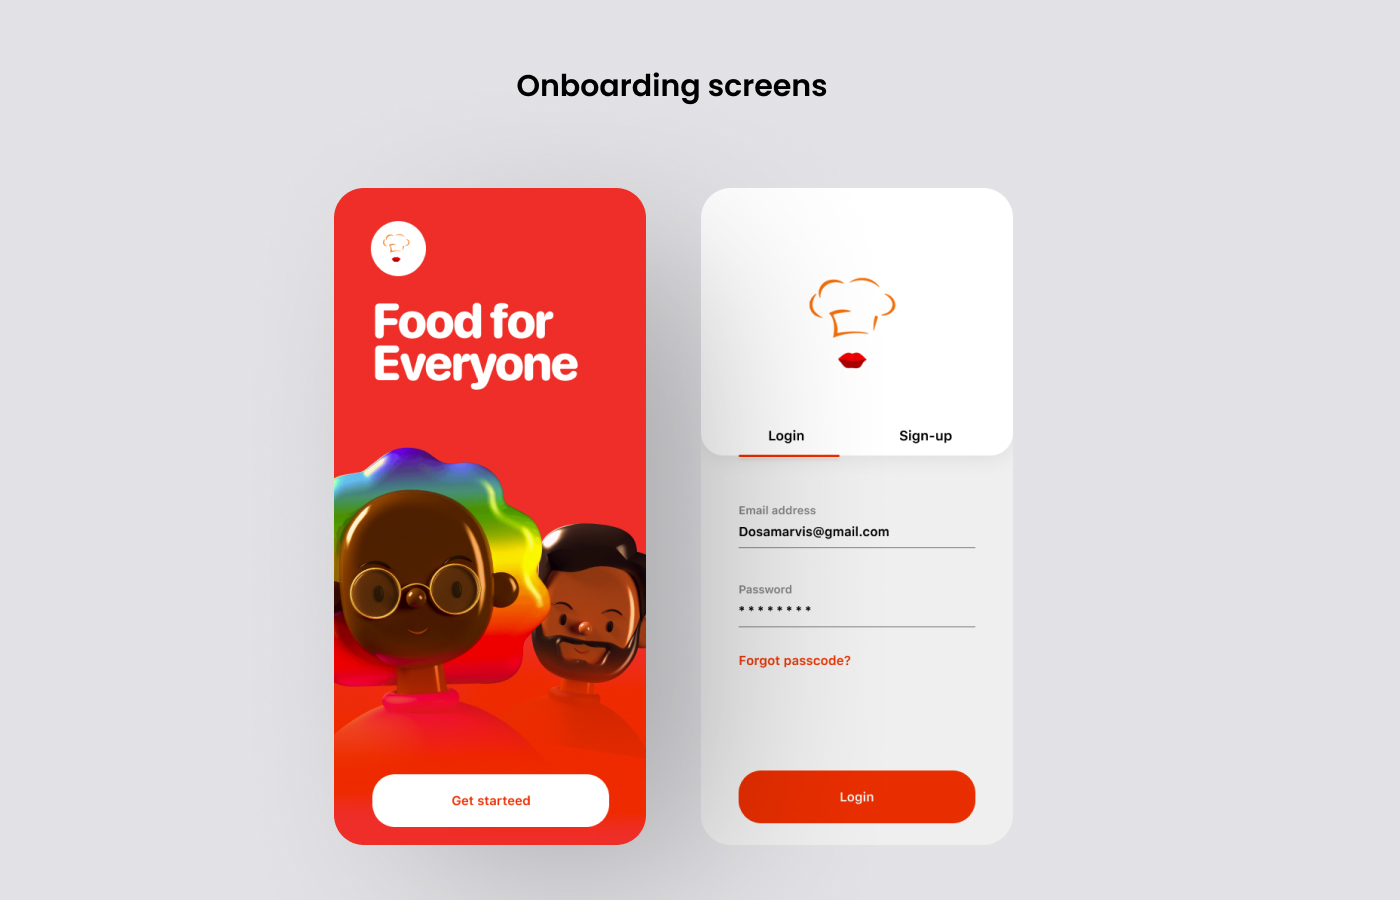 Onboarding screens
Food for
Everyone
Get starteed
Login
Sign-up
Email address
Dosamarvis@gmail.com
Password
********
Forgot passcode?
Login